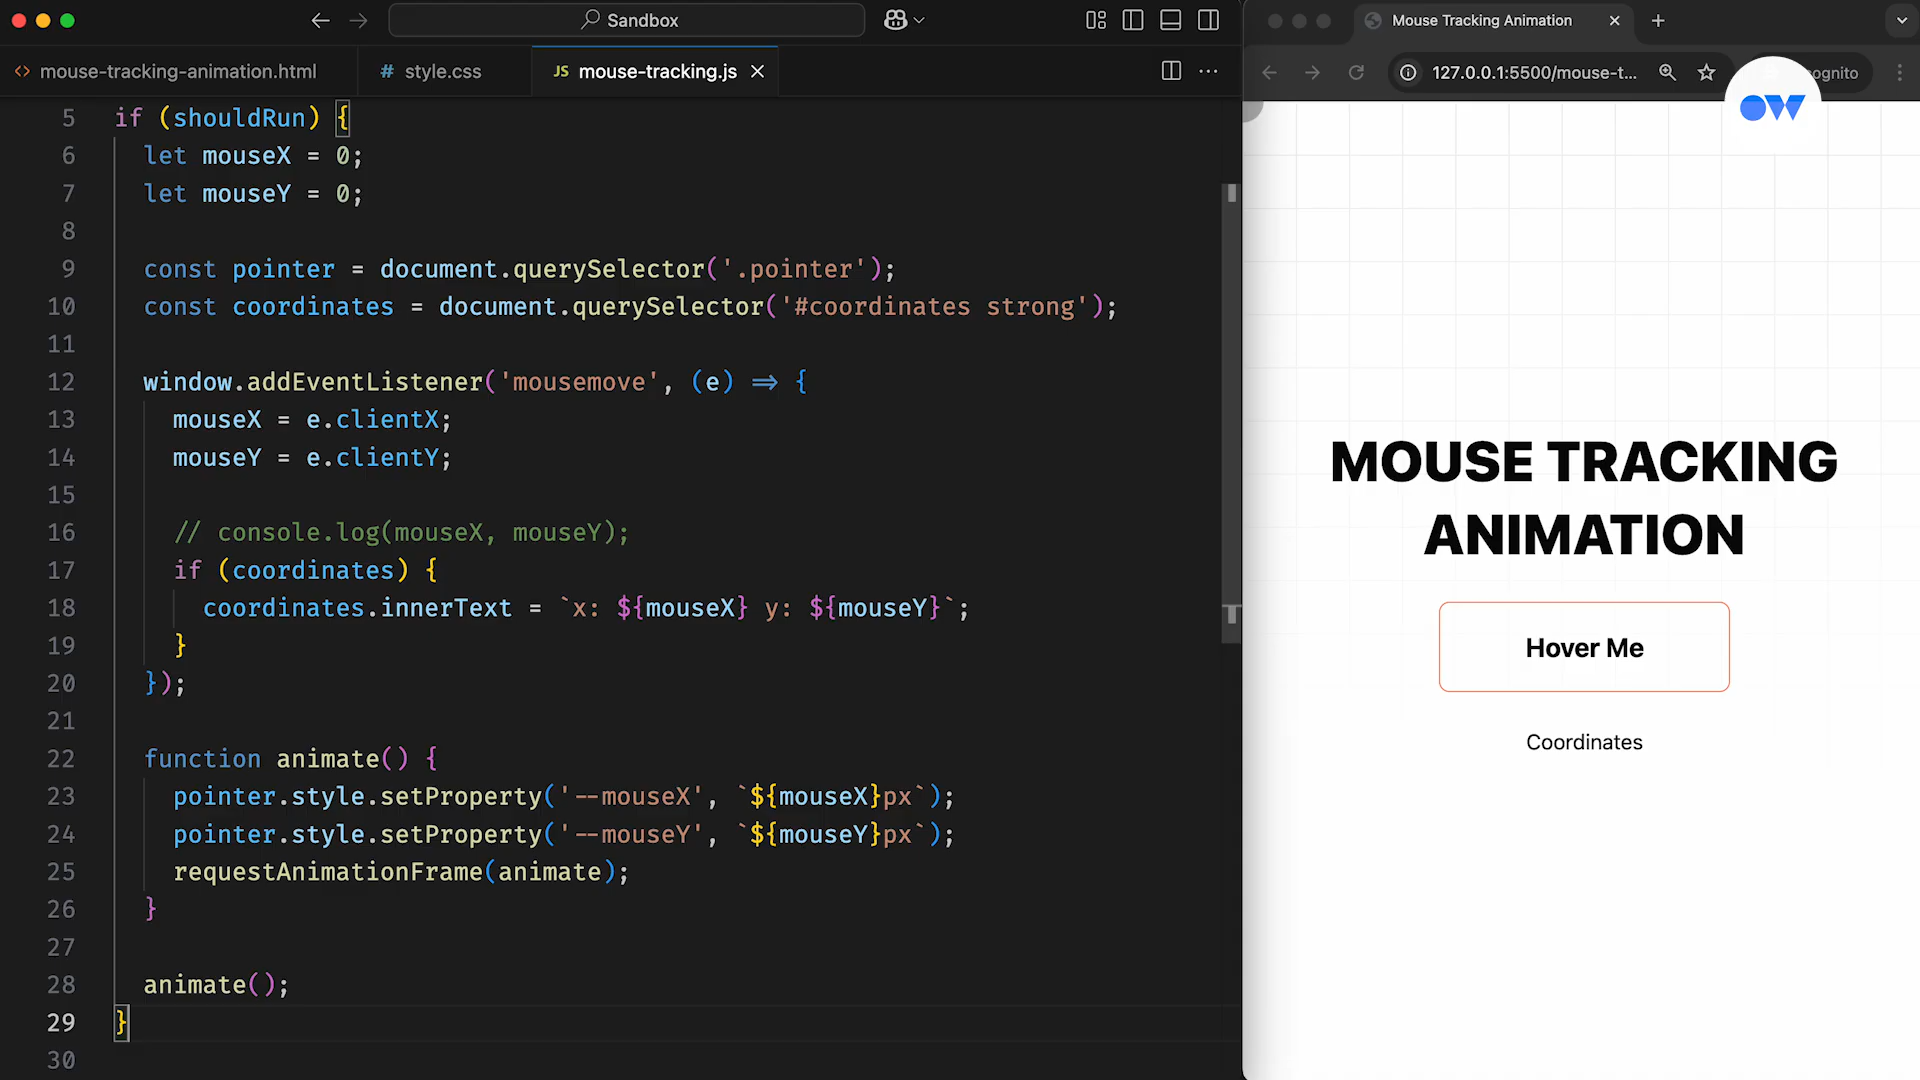 Sandbox
mouse-tracking-animation.html
# style.css
JS mouse-tracking.js
5 if (shouldRun) {
6 let mouseX = 0;
7 let mouseY = 0;
8
9 const pointer = document.querySelector('.pointer');
10 const coordinates = document.querySelector('#coordinates strong');
11
12 window.addEventListener('mousemove', (e) => {
13 mouseX = e.clientX;
14 mouseY = e.clientY;
15
16 // console.log(mouseX, mouseY);
17 if (coordinates) {
18 coordinates.innerText = `x: ${mouseX} y: ${mouseY}`;
19 }
20 });
21
22 function animate() {
23 pointer.style.setProperty('--mouseX', `${mouseX}px`);
24 pointer.style.setProperty('--mouseY', `${mouseY}px`);
25 requestAnimationFrame(animate);
26 }
27
28 animate();
29 }
30
Mouse Tracking Animation
127.0.0.1:5500/mouse-t...
ognito
OW
MOUSE TRACKING
ANIMATION
Hover Me
Coordinates